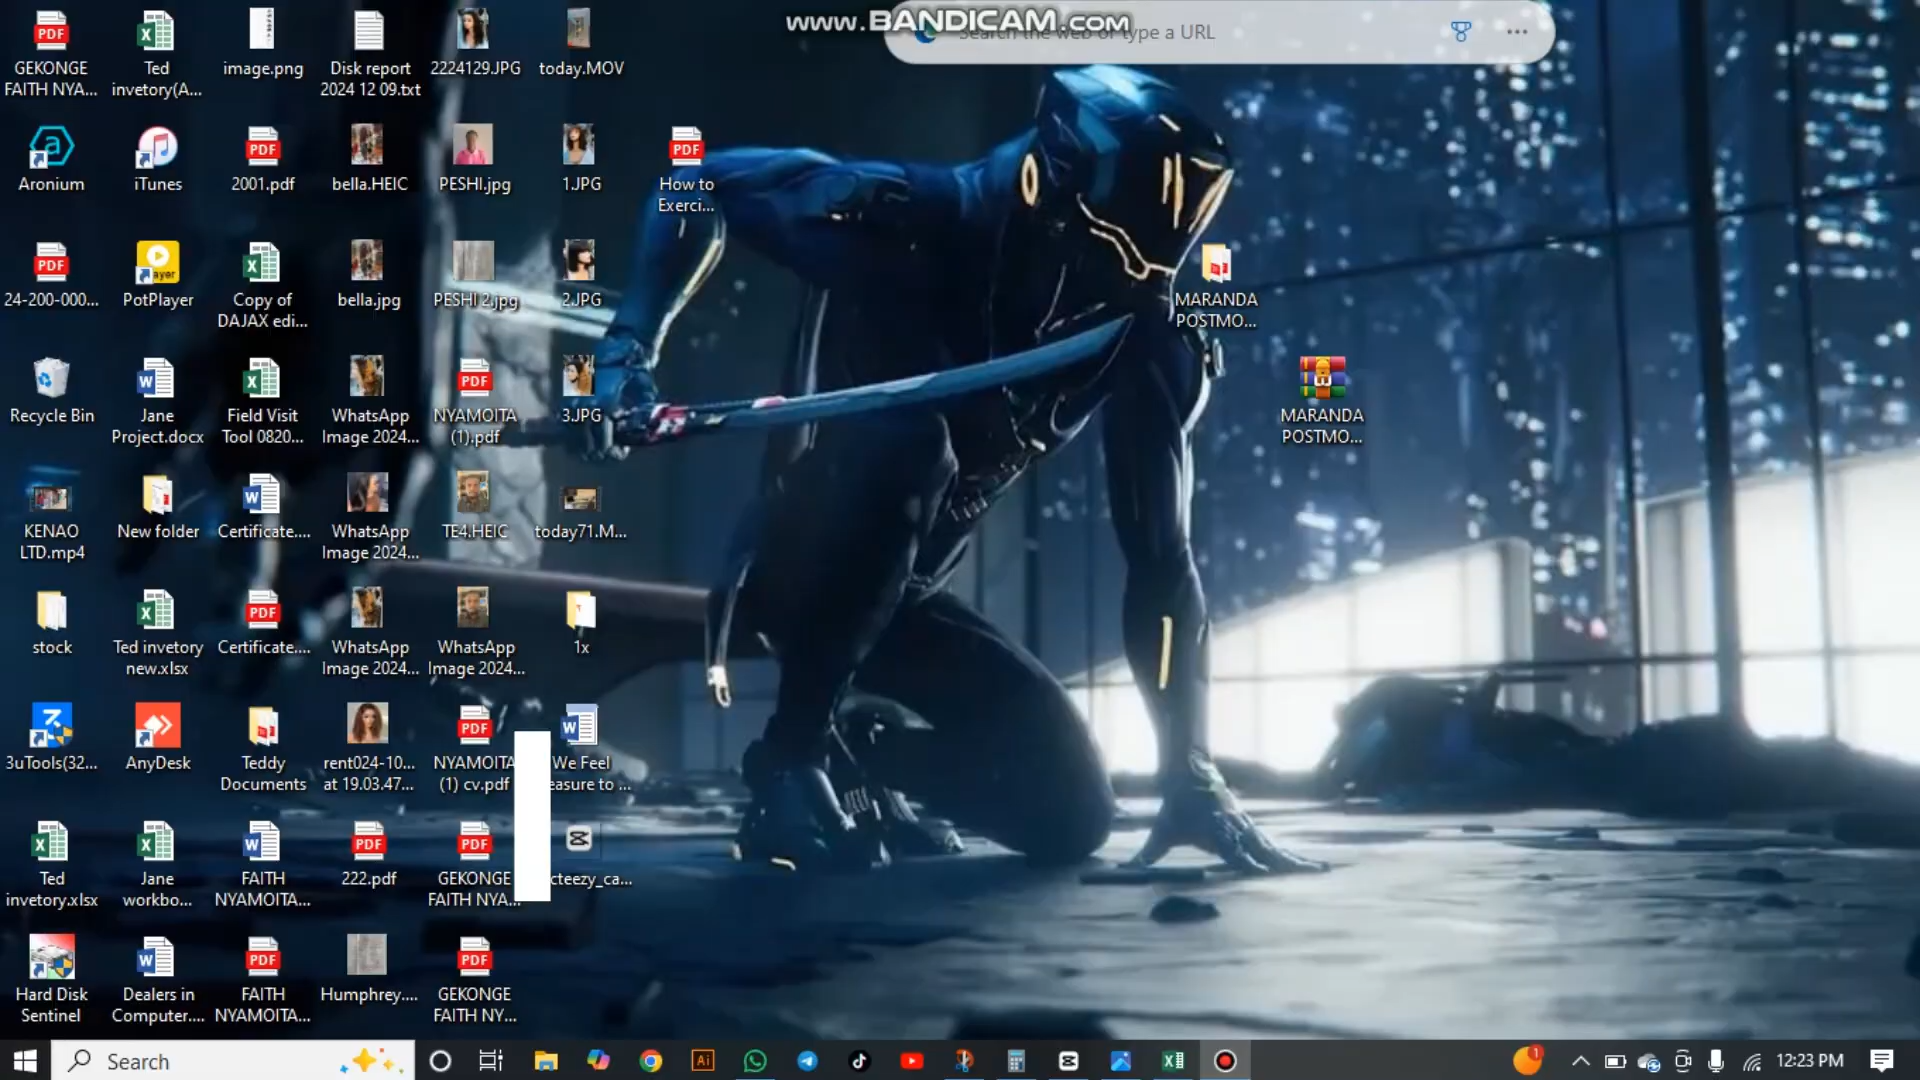 www.BANDICAM.com
Search the web or type a URL
GEKONGE
FAITH NYA...
Ted
invetory(A...
image.png
Disk report
2024 12 09.txt
2224129.JPG
today.MOV
Aronium
iTunes
2001.pdf
bella.HEIC
PESHI.jpg
1.JPG
How to
Exerci...
24-200-000...
PotPlayer
Copy of
DAJAX edi...
bella.jpg
PESHI 2.jpg
2.JPG
MARANDA
POSTMO...
Recycle Bin
Jane
Project.docx
Field Visit
Tool 0820...
WhatsApp
Image 2024...
NYAMOITA
(1).pdf
3.JPG
MARANDA
POSTMO...
KENAO
LTD.mp4
New folder
Certificate....
WhatsApp
Image 2024...
TE4.HEIC
today71.M...
stock
Ted invetory
new.xlsx
Certificate....
WhatsApp
Image 2024...
WhatsApp
Image 2024...
1x
3uTools(32...
AnyDesk
Teddy
Documents
rent024-10...
at 19.03.47...
NYAMOITA
(1) cv.pdf
We Feel
easure to ...
Ted
invetory.xlsx
Jane
workbo...
FAITH
NYAMOITA...
222.pdf
GEKONGE
FAITH NYA...
cteezy_ca...
Hard Disk
Sentinel
Dealers in
Computer....
FAITH
NYAMOITA...
Humphrey....
GEKONGE
FAITH NY...
Search
12:23 PM